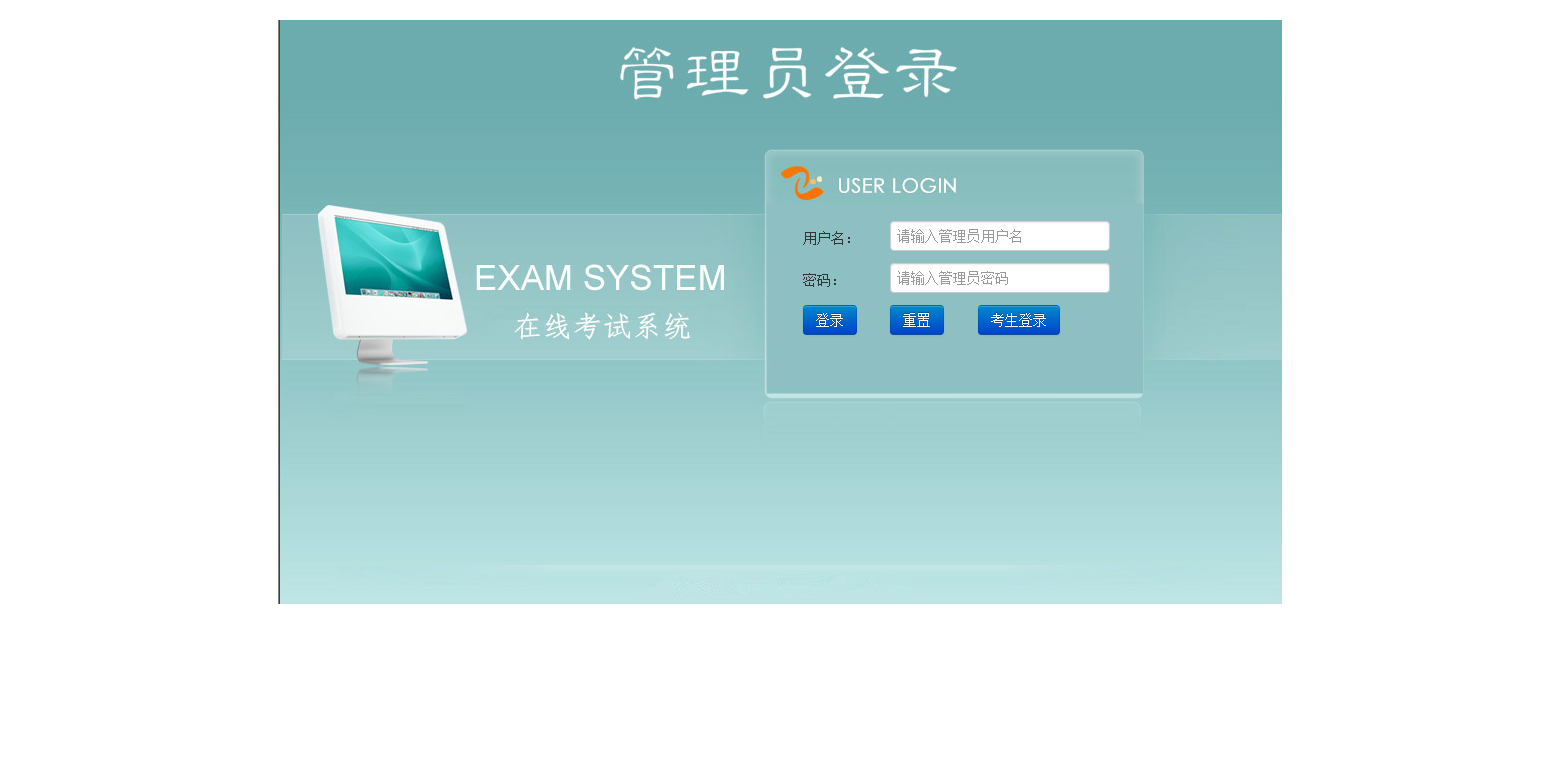 管理员登录
USER LOGIN
用户名： 请输入管理员用户名
EXAM SYSTEM
密码： 请输入管理员密码
在线考试系统
登录 重置 考生登录